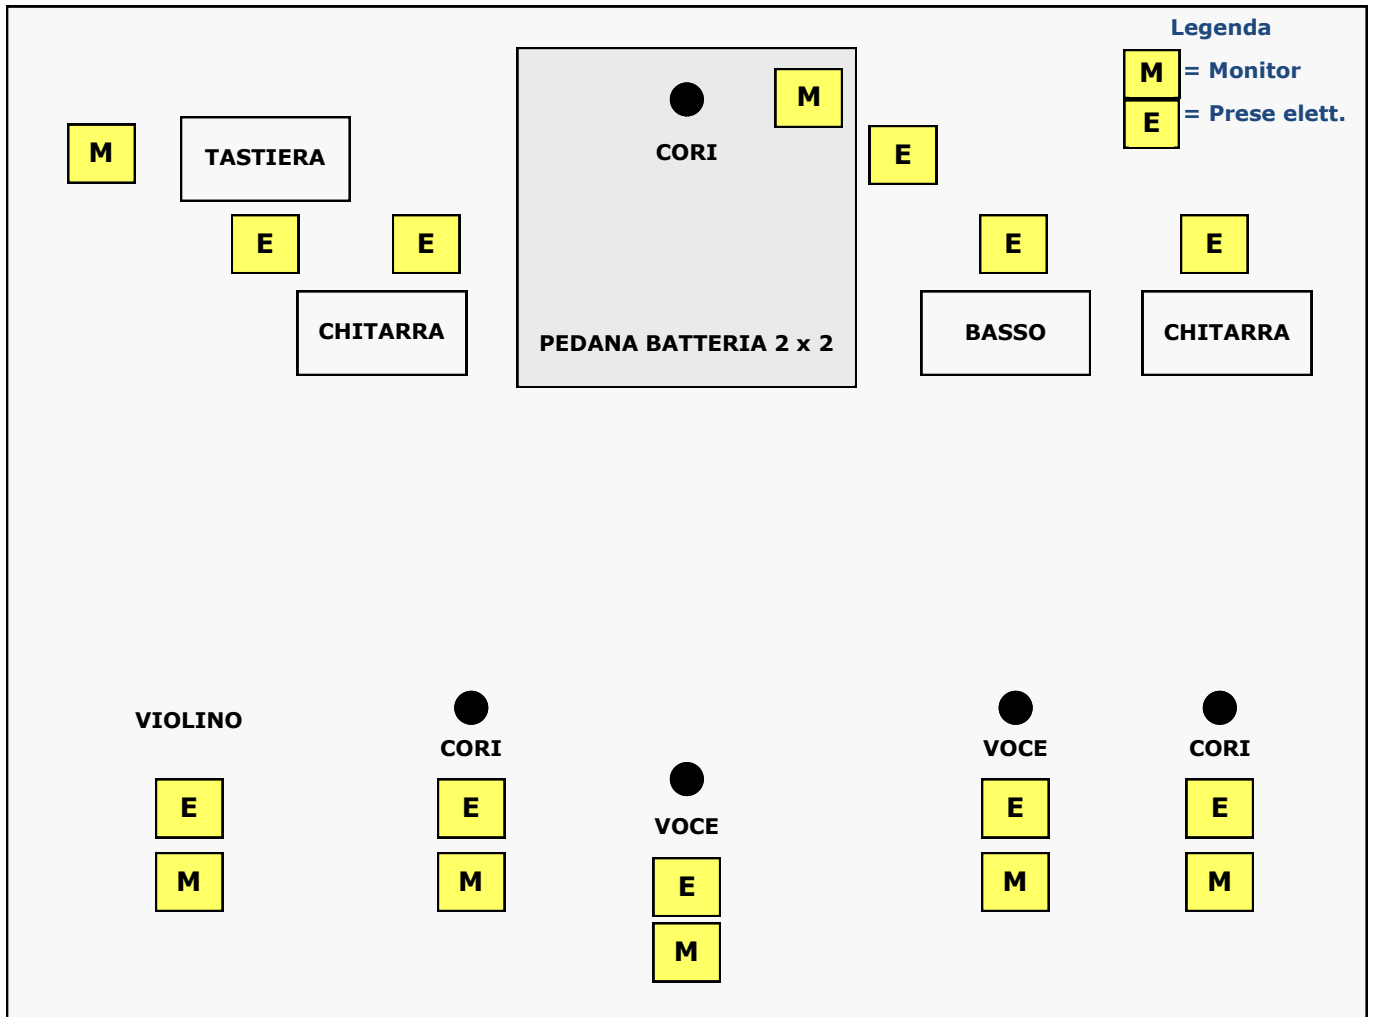 Legenda
M = Monitor
E = Prese elett.
M
CORI
M
TASTIERA
E
E
E
E
E
CHITARRA
PEDANA BATTERIA 2 x 2
BASSO
CHITARRA
VIOLINO
CORI
VOCE
CORI
E
E
VOCE
E
E
M
M
E
M
M
M